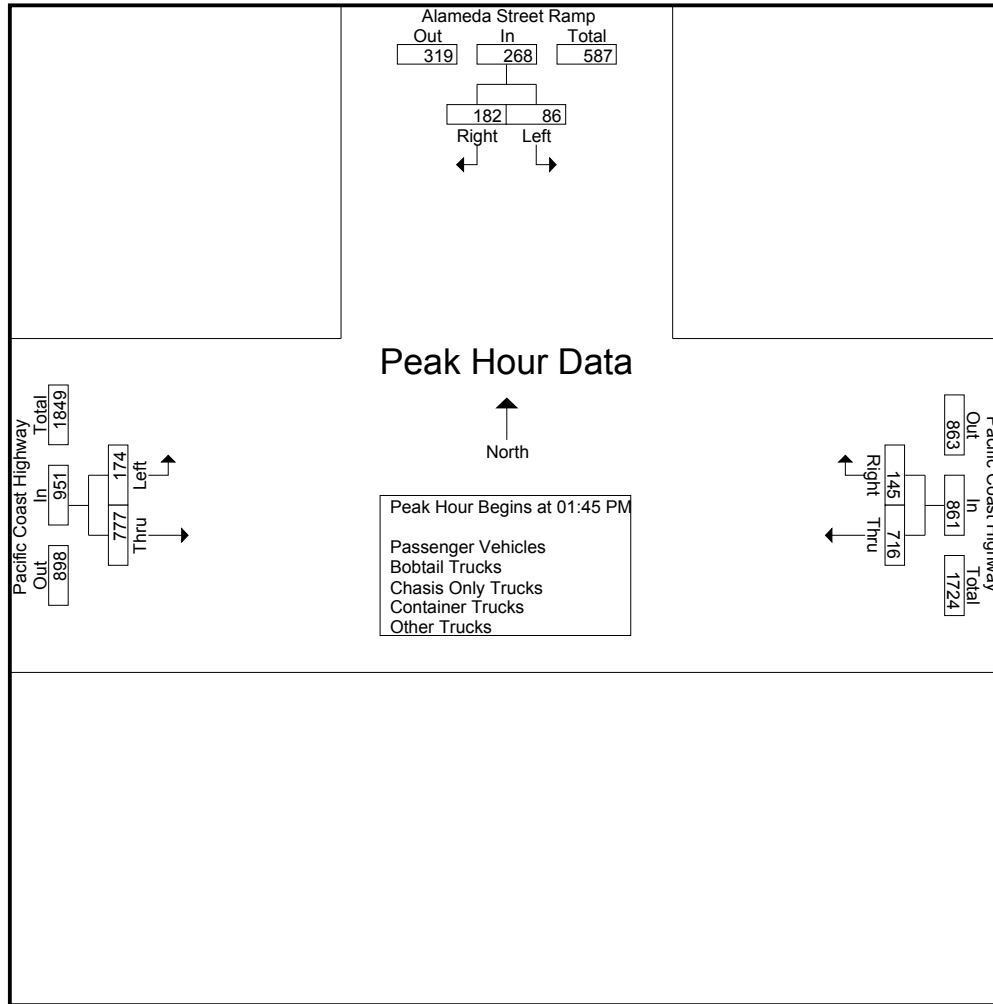 Alameda Street Ramp
Out In Total
319 268 587
182 86
Right Left
Peak Hour Data
North
Peak Hour Begins at 01:45 PM
Passenger Vehicles
Bobtail Trucks
Chasis Only Trucks
Container Trucks
Other Trucks
Pacific Coast Highway
Out In Total
898 951 1849
777 174
Thru Left
Pacific Coast Highway
Out In Total
863 861 1724
145 716
Right Thru